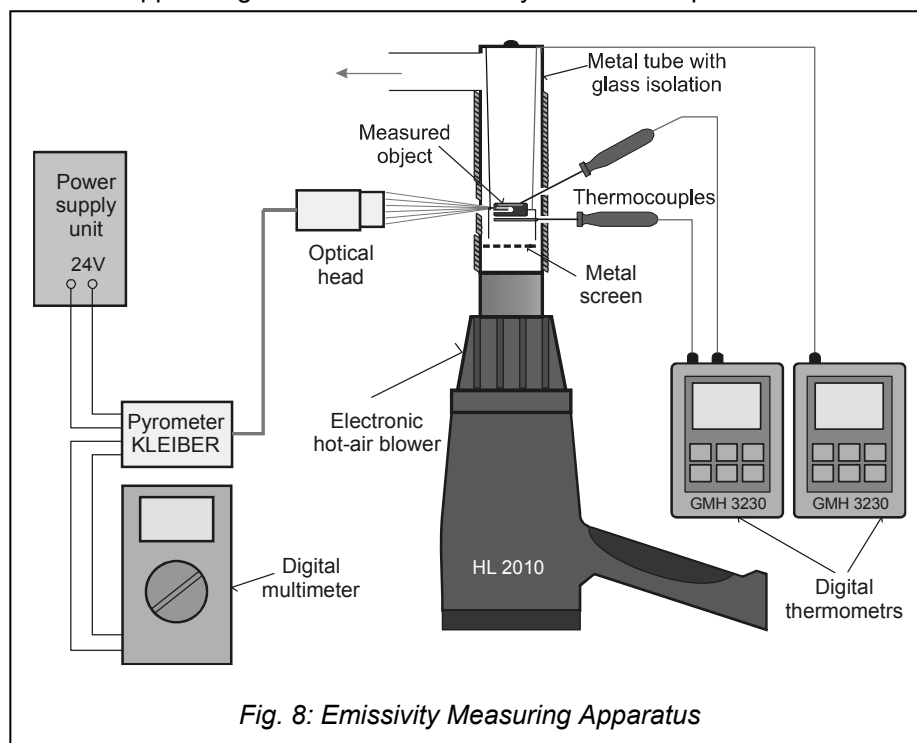 Metal tube with
glass isolation
Measured
object
Power
supply
unit
24V
Thermocouples
Optical
head
Metal
screen
Pyrometer
KLEIBER
Electronic
hot-air blower
GMH 3230
GMH 3230
Digital
multimeter
HL 2010
Digital
thermometrs
Fig. 8: Emissivity Measuring Apparatus